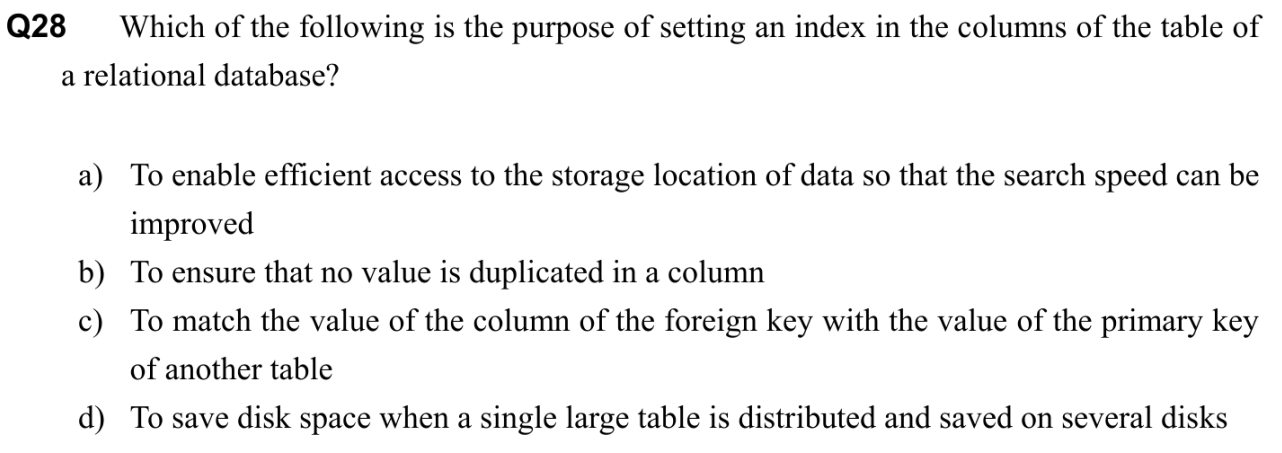 Q28 Which of the following is the purpose of setting an index in the columns of the table of
a relational database?
a) To enable efficient access to the storage location of data so that the search speed can be
improved
b) To ensure that no value is duplicated in a column
c) To match the value of the column of the foreign key with the value of the primary key
of another table
d) To save disk space when a single large table is distributed and saved on several disks